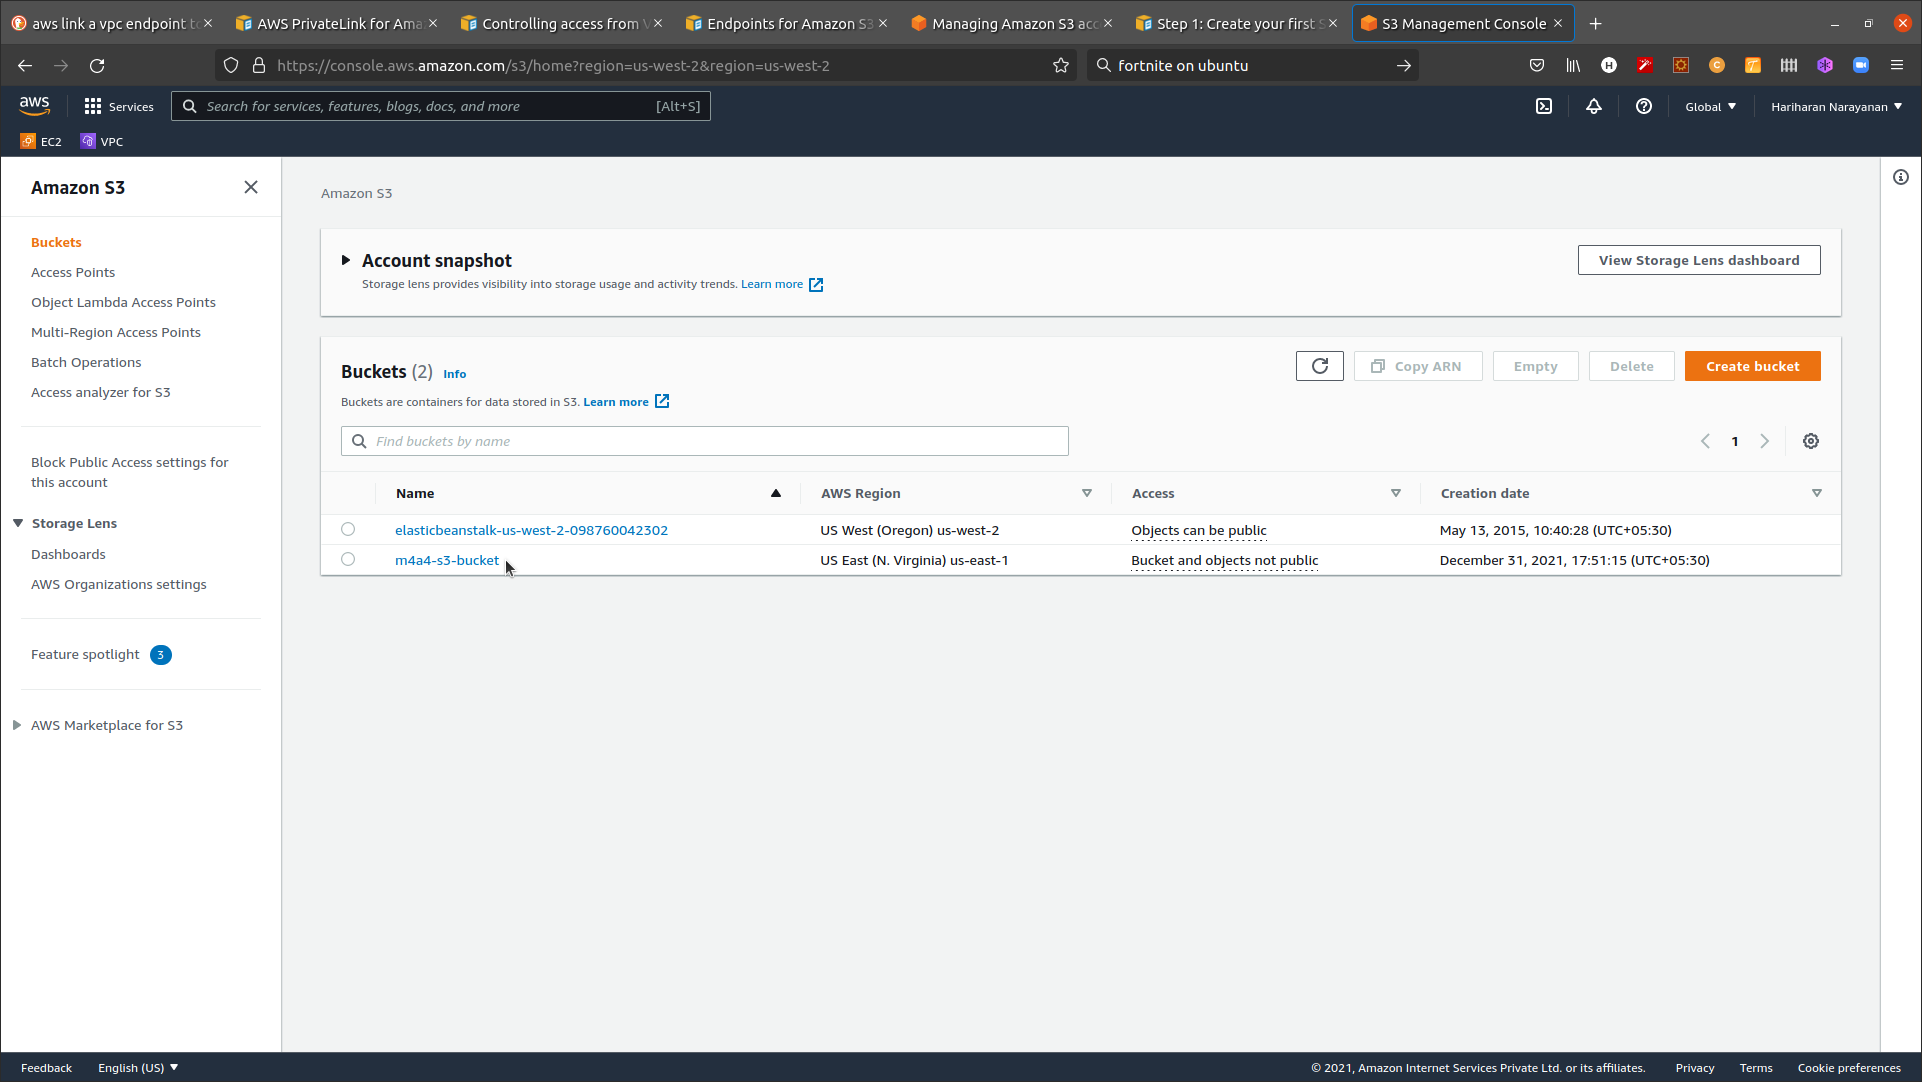 aws link a vpc endpoint to
AWS PrivateLink for Ama
Controlling access from V
Endpoints for Amazon S3
Managing Amazon S3 acc
Step 1: Create your first S
S3 Management Console
https://console.aws.amazon.com/s3/home?region=us-west-2&region=us-west-2
fortnite on ubuntu
aws
Services
Search for services, features, blogs, docs, and more
[Alt+S]
Global
Hariharan Narayanan
EC2
VPC
Amazon S3
Buckets
Access Points
Object Lambda Access Points
Multi-Region Access Points
Batch Operations
Access analyzer for S3
Block Public Access settings for
this account
Storage Lens
Dashboards
AWS Organizations settings
Feature spotlight 3
AWS Marketplace for S3
Amazon S3
Account snapshot
Storage lens provides visibility into storage usage and activity trends. Learn more
View Storage Lens dashboard
Buckets (2) Info
Buckets are containers for data stored in S3. Learn more
Copy ARN
Empty
Delete
Create bucket
Find buckets by name
1
Name AWS Region Access Creation date
elasticbeanstalk-us-west-2-098760042302 US West (Oregon) us-west-2 Objects can be public May 13, 2015, 10:40:28 (UTC+05:30)
m4a4-s3-bucket US East (N. Virginia) us-east-1 Bucket and objects not public December 31, 2021, 17:51:15 (UTC+05:30)
Feedback English (US) © 2021, Amazon Internet Services Private Ltd. or its affiliates. Privacy Terms Cookie preferences